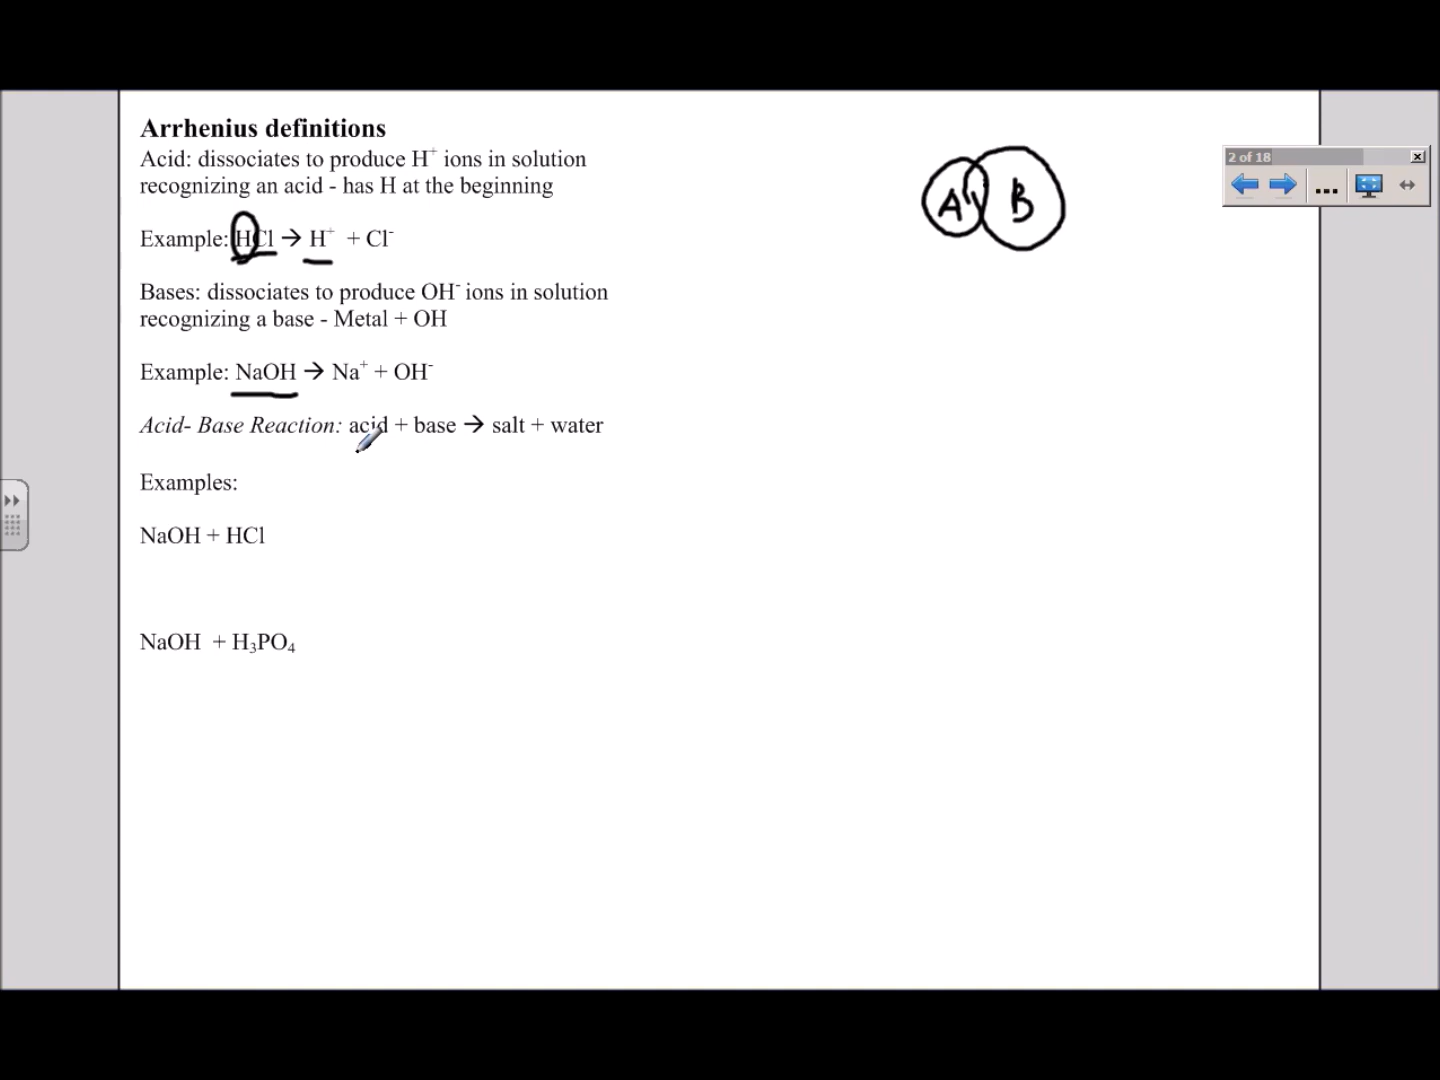 Arrhenius definitions
Acid: dissociates to produce H⁺ ions in solution
recognizing an acid - has H at the beginning
Example: HCl → H⁺ + Cl⁻
Bases: dissociates to produce OH⁻ ions in solution
recognizing a base - Metal + OH
Example: NaOH → Na⁺ + OH⁻
Acid- Base Reaction: acid + base → salt + water
Examples:
NaOH + HCl
NaOH + H₃PO₄
A B
2 of 18
...